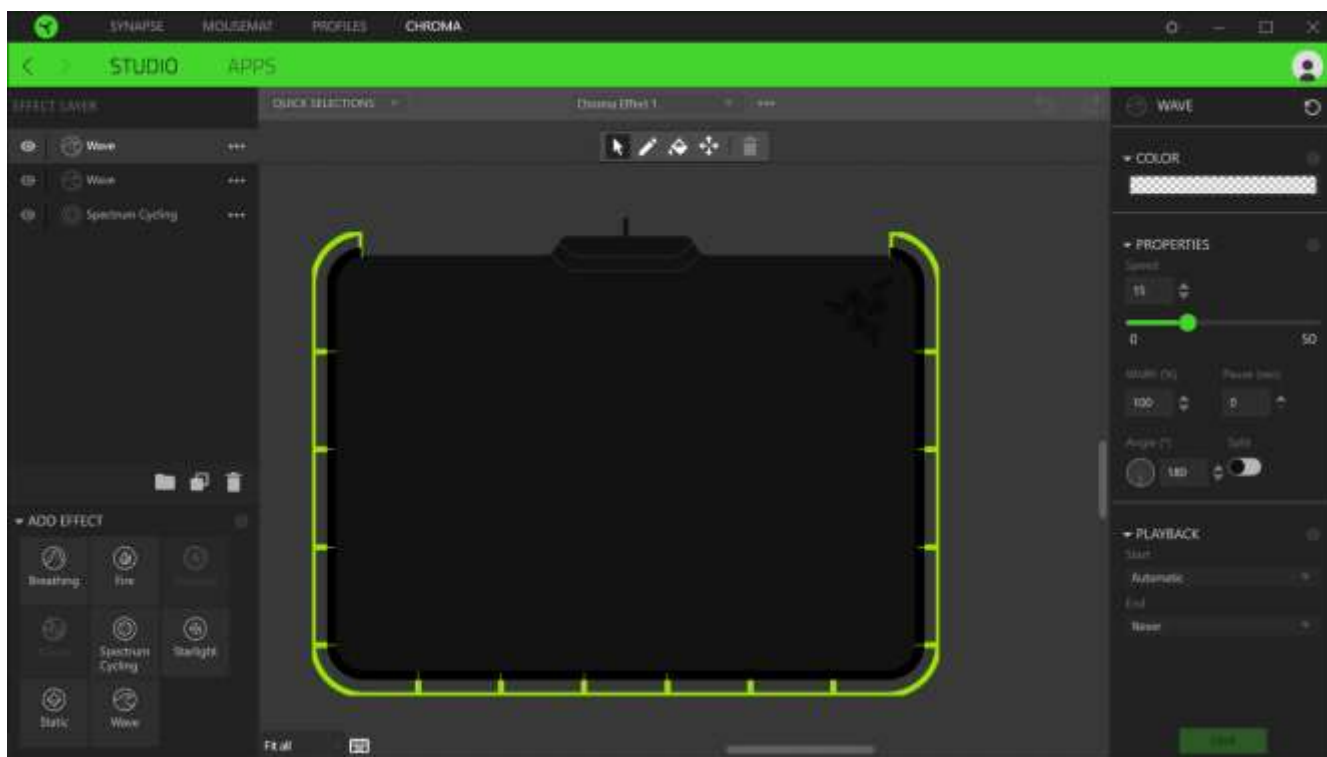 SYNAPSE MOUSEMAT PROFILES CHROMA
STUDIO APPS
EFFECT LAYER
QUICK SELECTIONS
Chroma Effect 1
WAVE
Wave
Wave
Spectrum Cycling
COLOR
PROPERTIES
Speed
15
0 50
Width (%) Pause (sec)
100 0
Angle (°) Split
180
ADD EFFECT
Breathing Fire
Spectrum Cycling Starlight
Static Wave
PLAYBACK
Start
Automatic
End
Never
Fit all